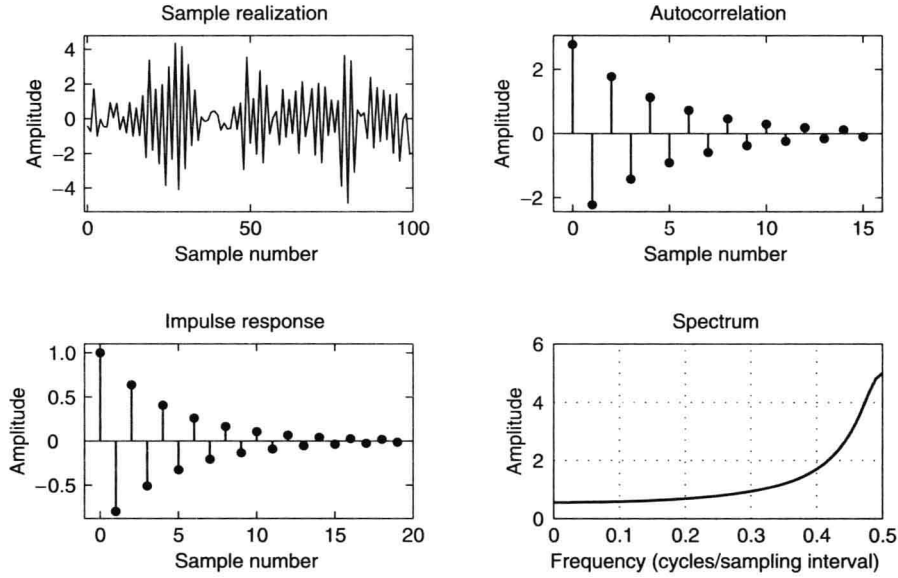 Sample realization
Amplitude
4
2
0
−2
−4
0
50
100
Sample number
Autocorrelation
Amplitude
2
0
−2
0
5
10
15
Sample number
Impulse response
Amplitude
1.0
0.5
0
−0.5
0
5
10
15
20
Sample number
Spectrum
Amplitude
6
4
2
0
0
0.1
0.2
0.3
0.4
0.5
Frequency (cycles/sampling interval)